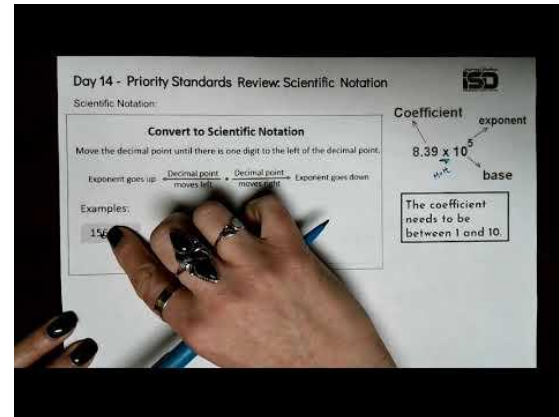 Day 14 - Priority Standards Review: Scientific Notation
iSD
Scientific Notation:
Convert to Scientific Notation
Move the decimal point until there is one digit to the left of the decimal point.
Exponent goes up Decimal point moves left • Decimal point moves right Exponent goes down
Examples:
156
Coefficient
exponent
8.39 x 10⁵
base
The coefficient
needs to be
between 1 and 10.